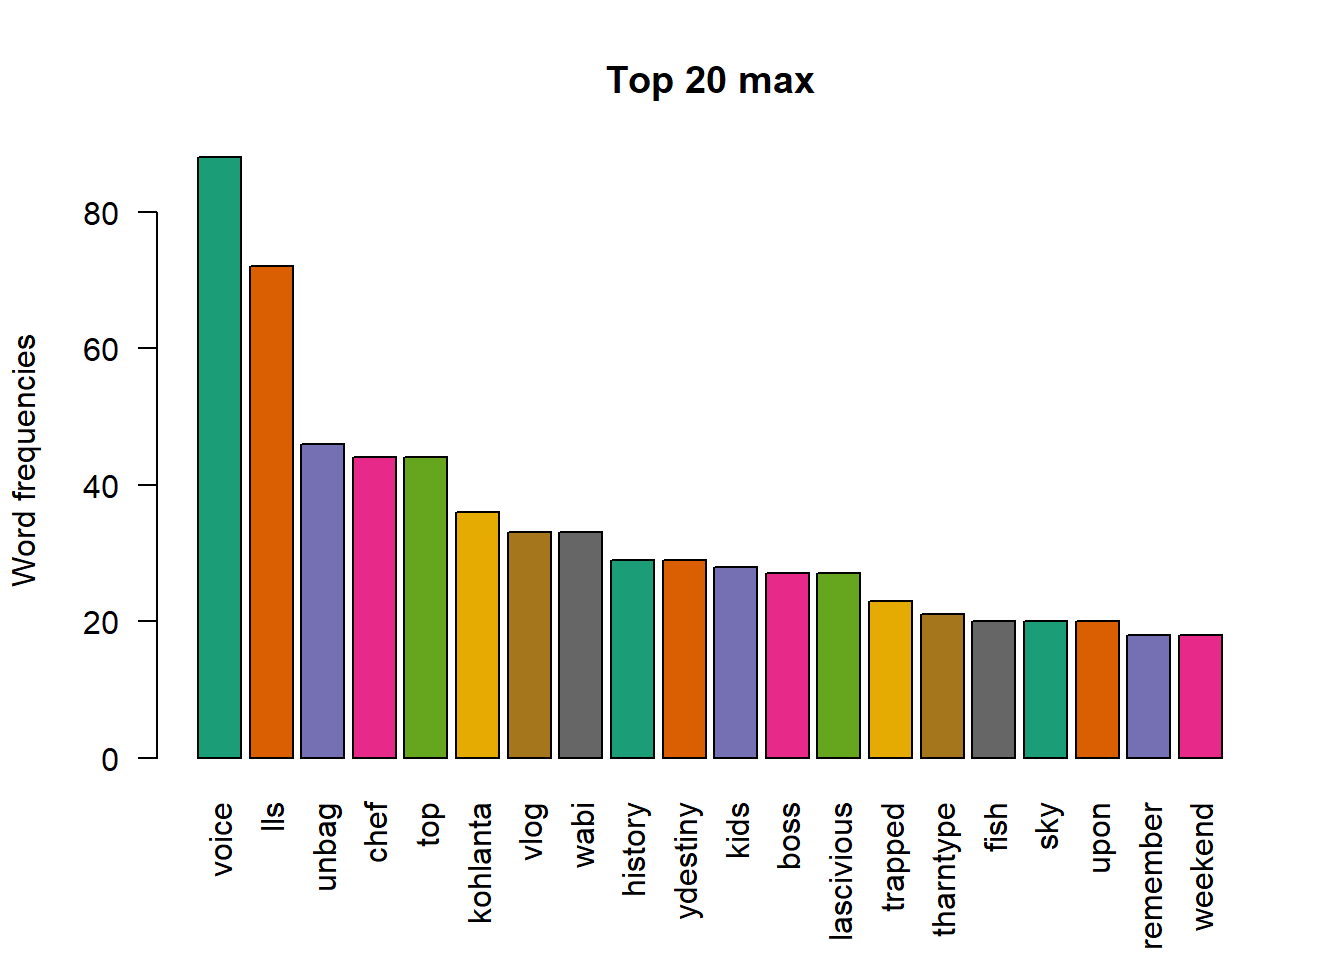 Top 20 max
Word frequencies
80
60
40
20
0
voice
lls
unbag
chef
top
kohlanta
vlog
wabi
history
ydestiny
kids
boss
lascivious
trapped
tharntype
fish
sky
upon
remember
weekend